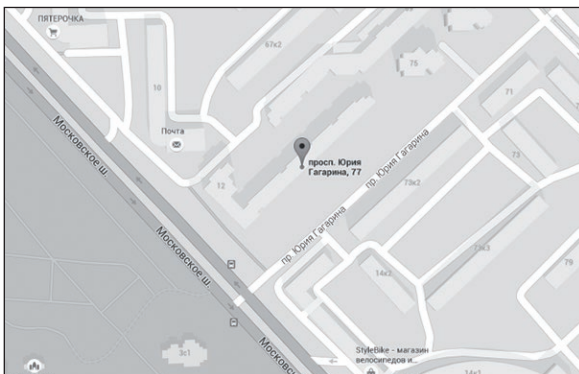 ПЯТЕРОЧКА
67к2
75
10
71
Почта
просп. Юрия
Гагарина, 77
пр. Юрия Гагарина
73
12
73к2
Московское ш.
пр. Юрия Гагарина
Московское ш.
14к2
79
StyleBike - магазин
велосипедов и...
3с1